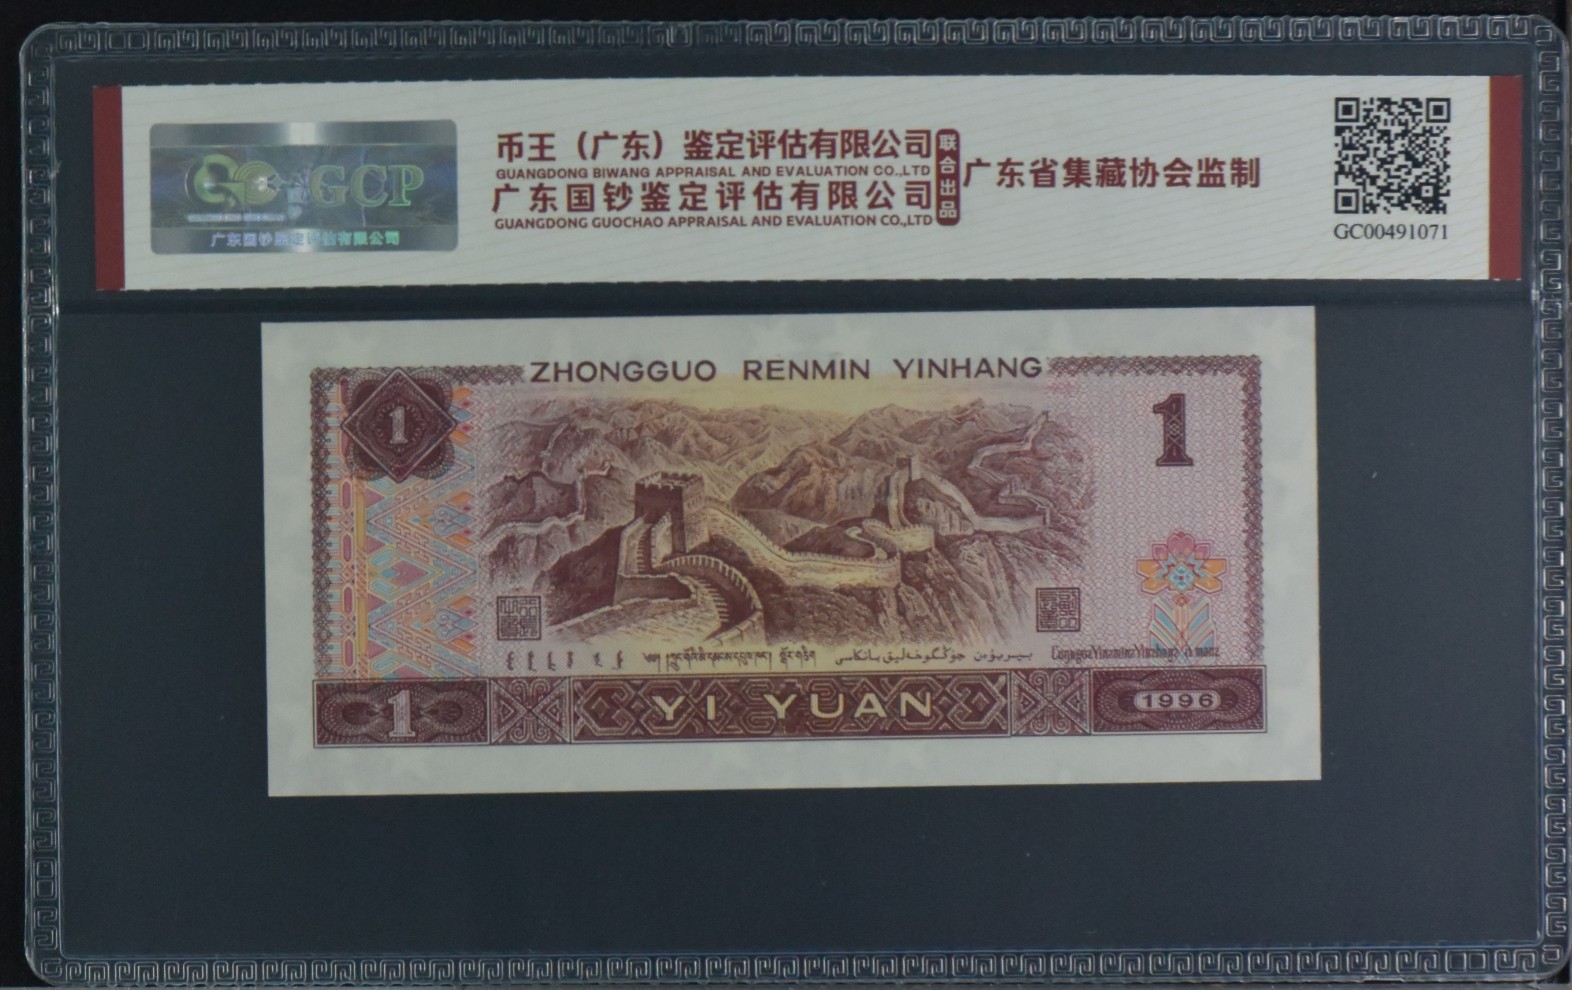 GCP
广东国钞鉴定评估有限公司
币王（广东）鉴定评估有限公司
GUANGDONG BIWANG APPRAISAL AND EVALUATION CO.,LTD
广东国钞鉴定评估有限公司
GUANGDONG GUOCHAO APPRAISAL AND EVALUATION CO.,LTD
联合出品
广东省集藏协会监制
GC00491071
ZHONGGUO RENMIN YINHANG
1
1
1
YI YUAN
1996